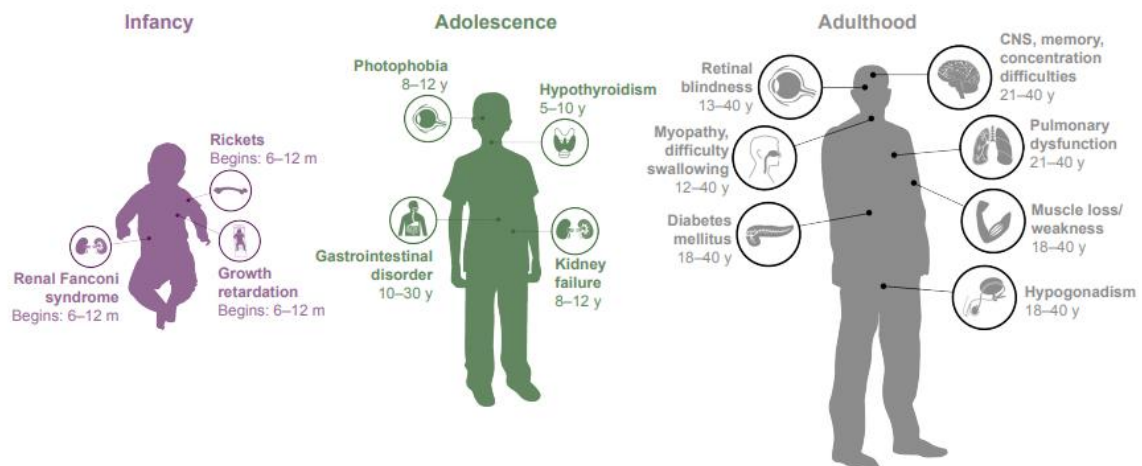 Infancy
Rickets
Begins: 6–12 m
Renal Fanconi
syndrome
Begins: 6–12 m
Growth
retardation
Begins: 6–12 m
Adolescence
Photophobia
8–12 y
Hypothyroidism
5–10 y
Gastrointestinal
disorder
10–30 y
Kidney
failure
8–12 y
Adulthood
Retinal
blindness
13–40 y
CNS, memory,
concentration
difficulties
21–40 y
Myopathy,
difficulty
swallowing
12–40 y
Pulmonary
dysfunction
21–40 y
Diabetes
mellitus
18–40 y
Muscle loss/
weakness
18–40 y
Hypogonadism
18–40 y